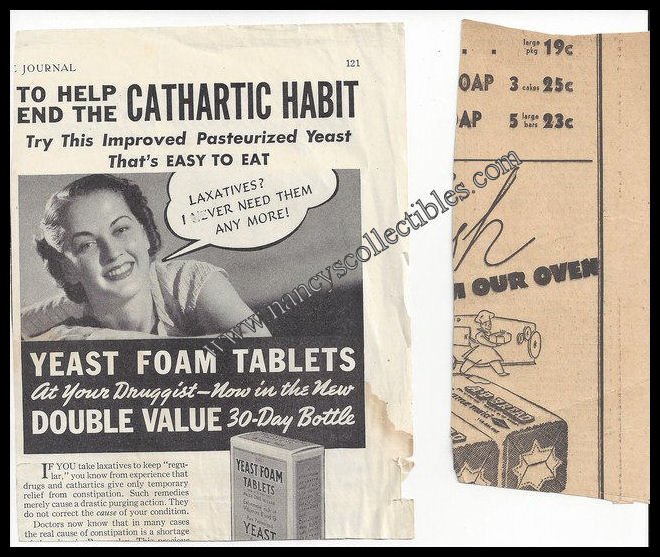 JOURNAL
121
TO HELP
END THE CATHARTIC HABIT
Try This Improved Pasteurized Yeast
That's EASY TO EAT
LAXATIVES?
I NEVER NEED THEM
ANY MORE!
YEAST FOAM TABLETS
At Your Druggist—Now in the New
DOUBLE VALUE 30-Day Bottle
IF YOU take laxatives to keep "regu-
lar," you know from experience that
drugs and cathartics give only temporary
relief from constipation. Such remedies
merely cause a drastic purging action. They
do not correct the cause of your condition.
Doctors now know that in many cases
the real cause of constipation is a shortage
YEAST FOAM
TABLETS
YEAST
large
pkg 19c
OAP 3 cakes 25c
AP 5 large
bars 23c
OUR OVEN
www.nancyscollectibles.com